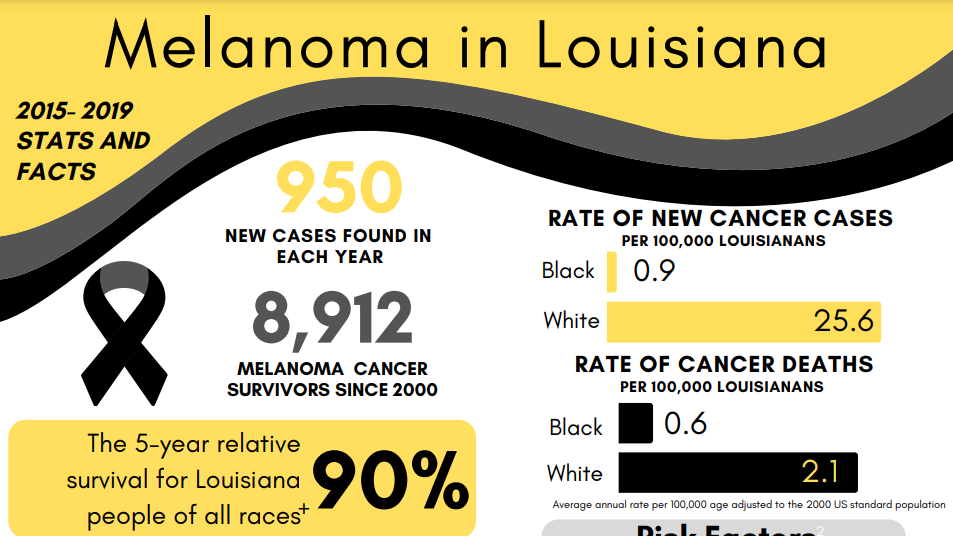 Melanoma in Louisiana
2015- 2019
STATS AND
FACTS
950
NEW CASES FOUND IN
EACH YEAR
8,912
MELANOMA CANCER
SURVIVORS SINCE 2000
The 5-year relative
survival for Louisiana
people of all races+
90%
RATE OF NEW CANCER CASES
PER 100,000 LOUISIANANS
Black 0.9
White 25.6
RATE OF CANCER DEATHS
PER 100,000 LOUISIANANS
Black 0.6
White 2.1
Average annual rate per 100,000 age adjusted to the 2000 US standard population
Risk Factors2